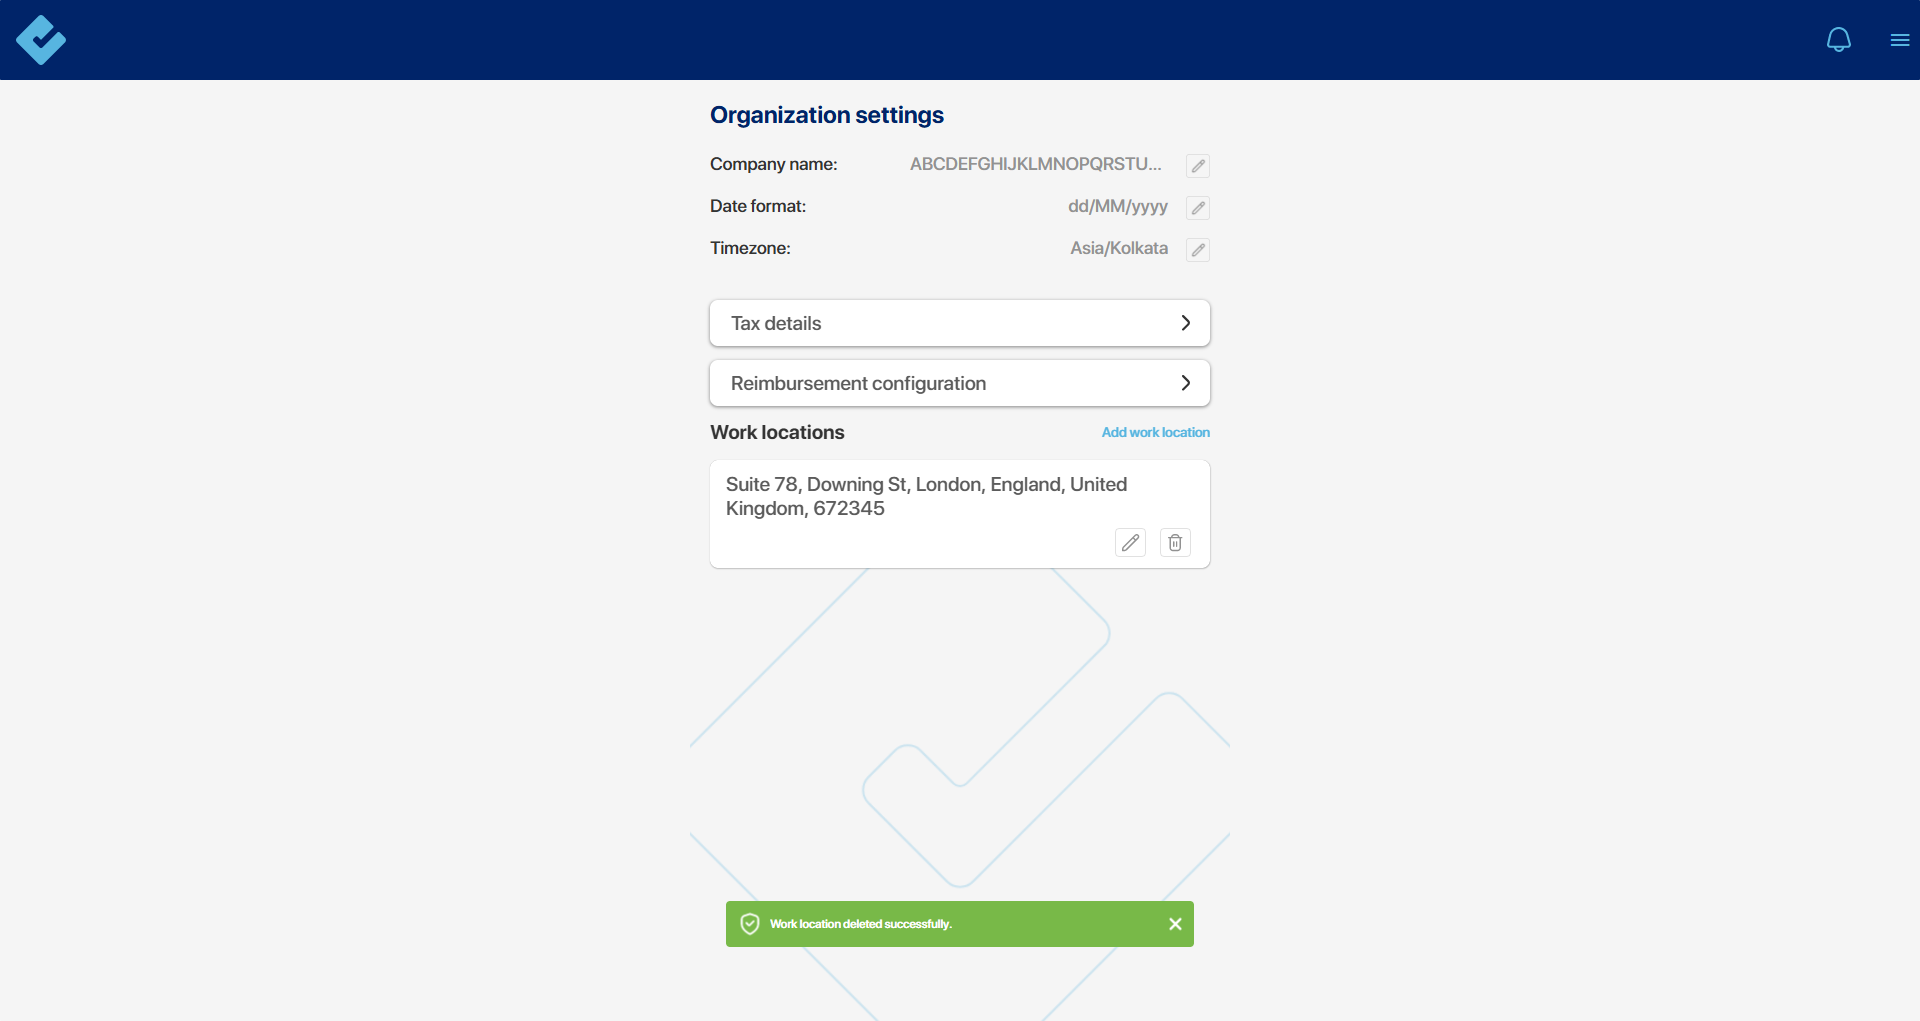 Organization settings
Company name: ABCDEFGHIJKLMNOPQRSTU...
Date format: dd/MM/yyyy
Timezone: Asia/Kolkata
Tax details
Reimbursement configuration
Work locations Add work location
Suite 78, Downing St, London, England, United
Kingdom, 672345
Work location deleted successfully.